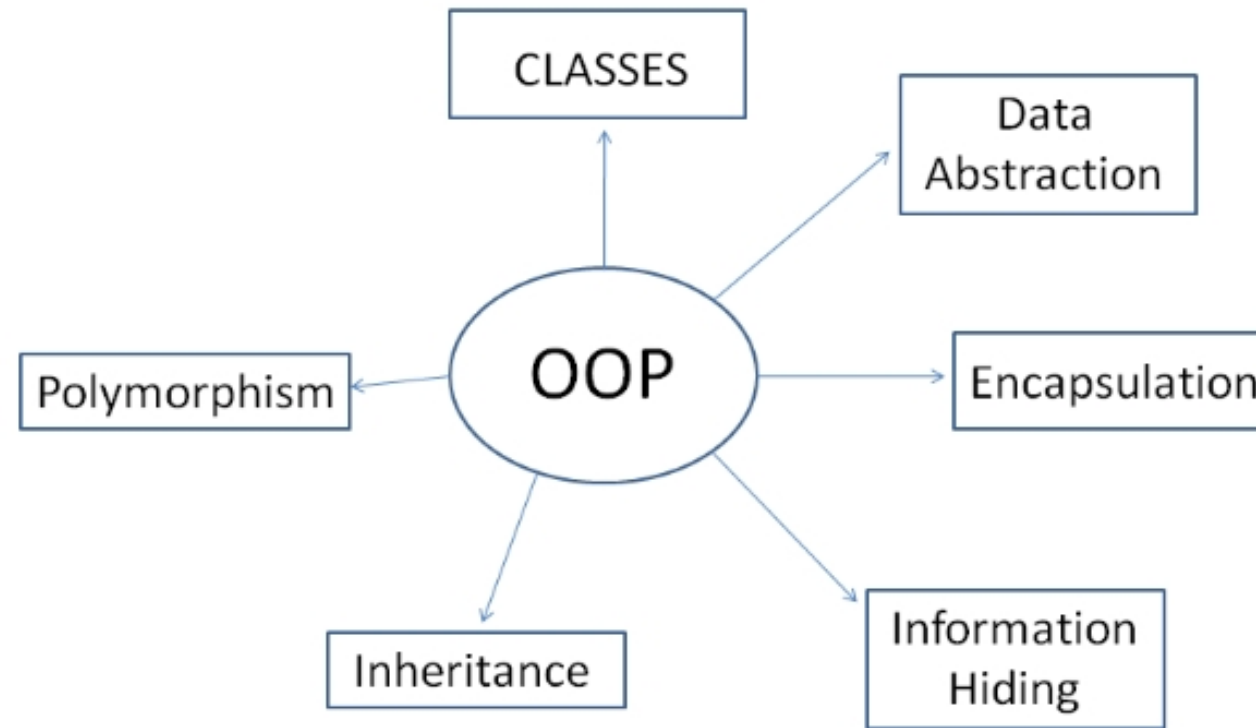 CLASSES
Data
Abstraction
OOP
Polymorphism
Encapsulation
Inheritance
Information
Hiding